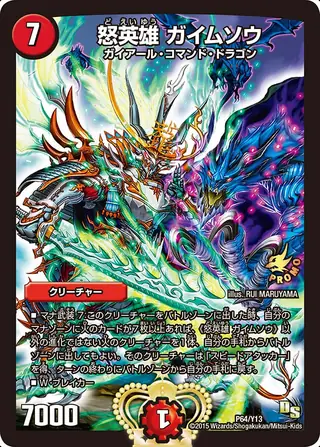 7
ど えいゆう
怒英雄 ガイムソウ
ガイアール・コマンド・ドラゴン
PROMO
illus. RUI MARUYAMA
クリーチャー
■マナ武装 7:このクリーチャーをバトルゾーンに出した時、自分の
マナゾーンに火のカードが7枚以上あれば、《怒英雄 ガイムソウ》以
外の進化ではない火のクリーチャーを1体、自分の手札からバトルゾ
ーンに出してもよい。そのクリーチャーは「スピードアタッカー」
を得、ターンの終わりにバトルゾーンから自分の手札に戻す。
■W・ブレイカー
7000
1
DS
P64/Y13
©2015 Wizards/Shogakukan/Mitsui-Kids